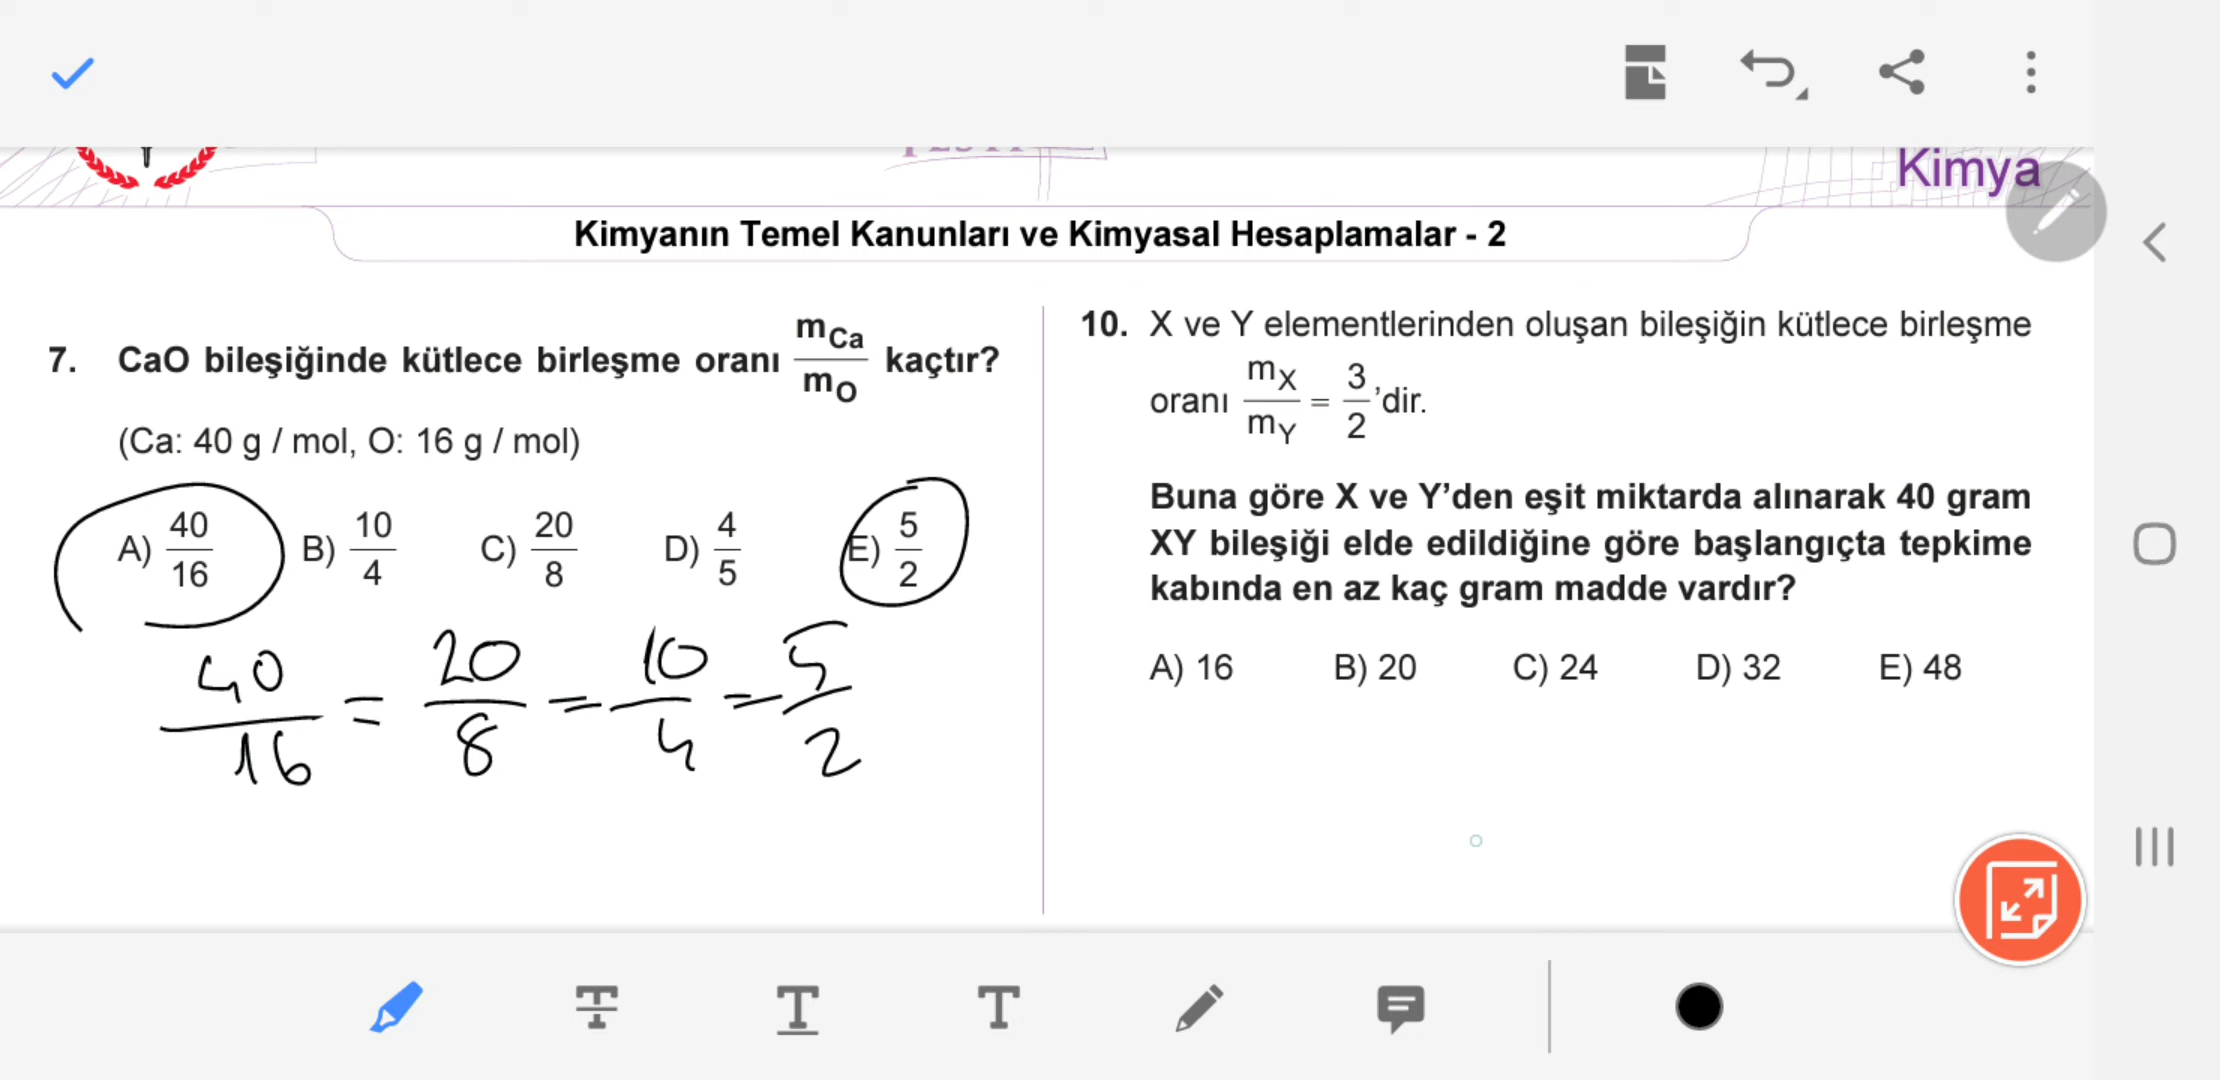 Kimya
Kimyanın Temel Kanunları ve Kimyasal Hesaplamalar - 2
7. CaO bileşiğinde kütlece birleşme oranı mCa/mO kaçtır?
(Ca: 40 g / mol, O: 16 g / mol)
A) 40/16 B) 10/4 C) 20/8 D) 4/5 E) 5/2
40/16 = 20/8 = 10/4 = 5/2
10. X ve Y elementlerinden oluşan bileşiğin kütlece birleşme
oranı mX/mY = 3/2 'dir.
Buna göre X ve Y’den eşit miktarda alınarak 40 gram
XY bileşiği elde edildiğine göre başlangıçta tepkime
kabında en az kaç gram madde vardır?
A) 16 B) 20 C) 24 D) 32 E) 48